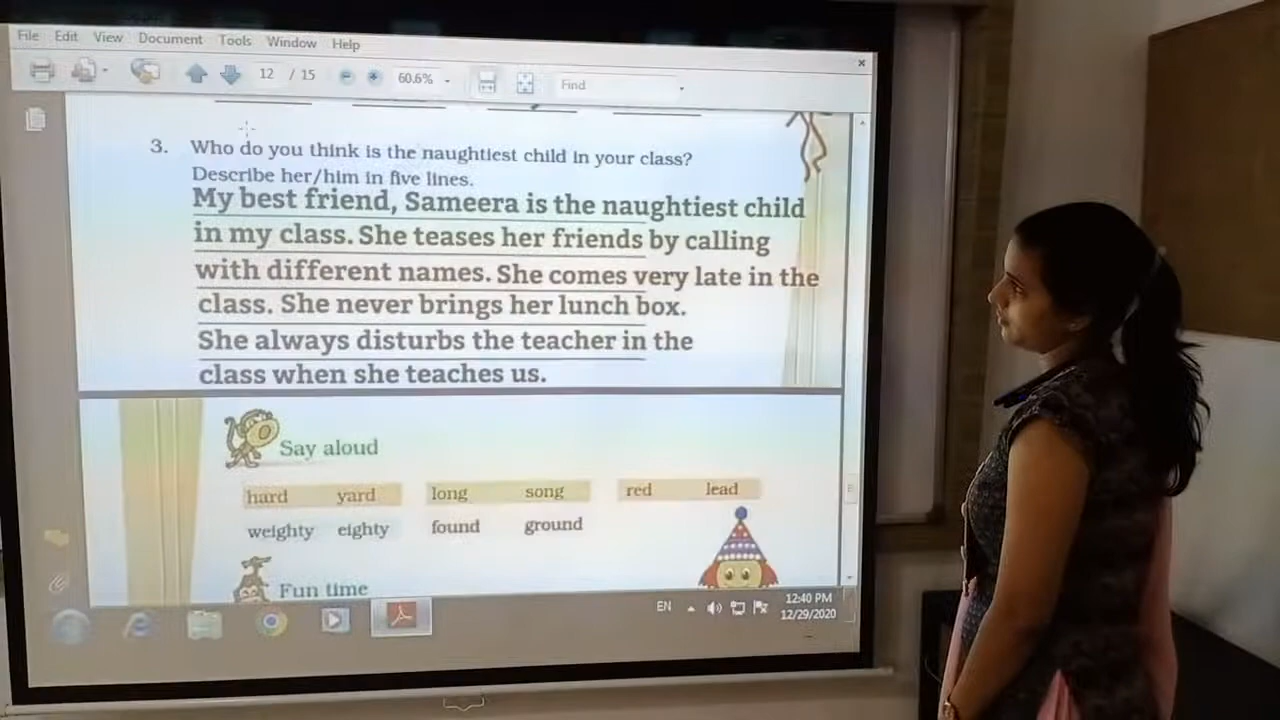 File Edit View Document Tools Window Help
12 / 15 60.6% Find
3. Who do you think is the naughtiest child in your class?
Describe her/him in five lines.
My best friend, Sameera is the naughtiest child
in my class. She teases her friends by calling
with different names. She comes very late in the
class. She never brings her lunch box.
She always disturbs the teacher in the
class when she teaches us.
Say aloud
hard yard long song red lead
weighty eighty found ground
Fun time
EN 12:40 PM
12/29/2020